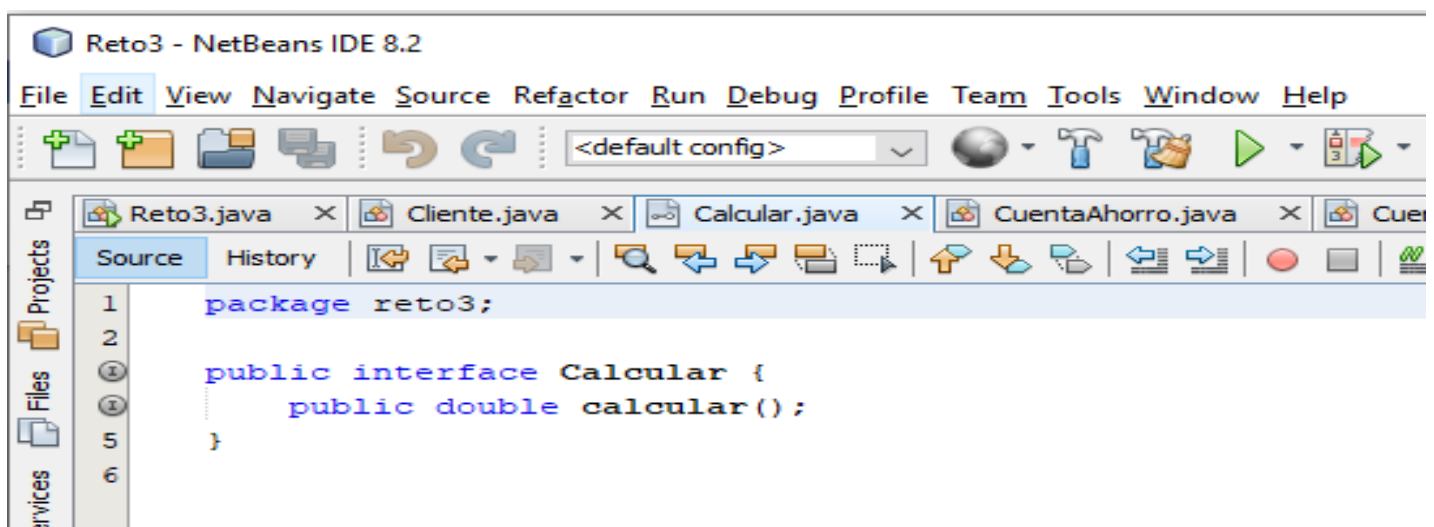 Reto3 - NetBeans IDE 8.2
File Edit View Navigate Source Refactor Run Debug Profile Team Tools Window Help
<default config>
Reto3.java Cliente.java Calcular.java CuentaAhorro.java Cuer
Source History
Projects
Files
ervices
1 package reto3;
2
public interface Calcular {
public double calcular();
5 }
6